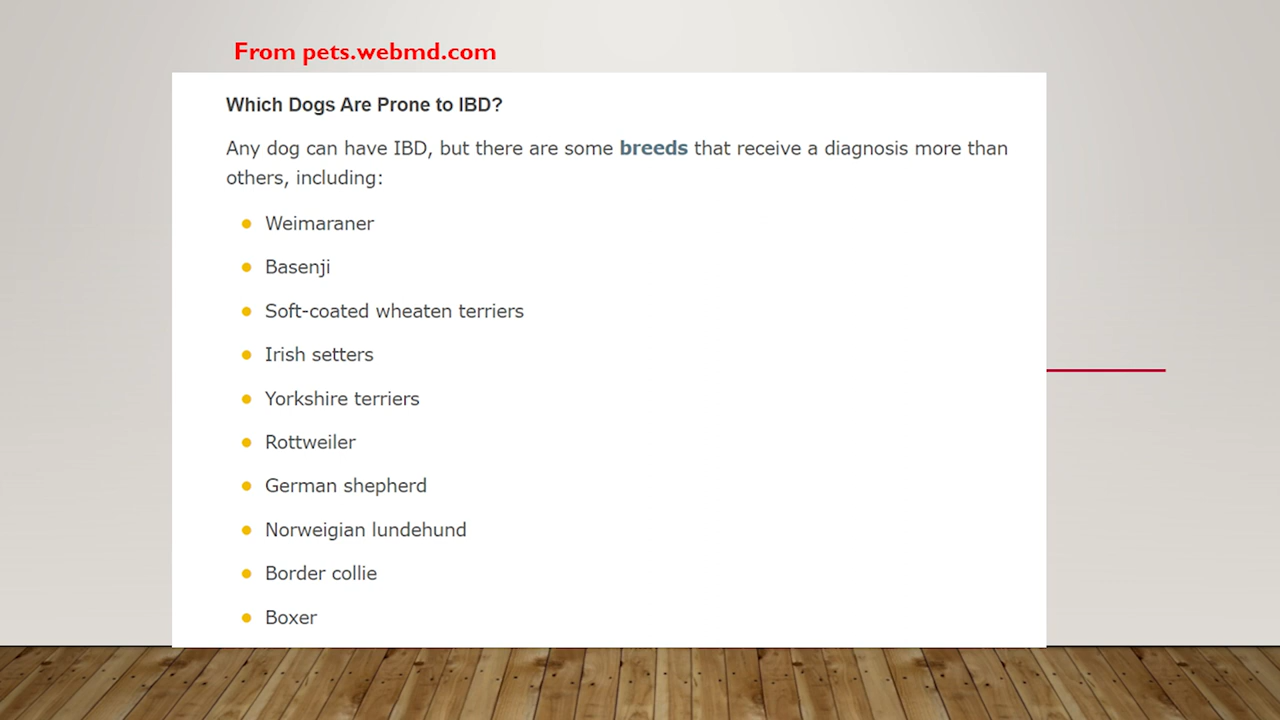 From pets.webmd.com
Which Dogs Are Prone to IBD?
Any dog can have IBD, but there are some breeds that receive a diagnosis more than
others, including:
Weimaraner
Basenji
Soft-coated wheaten terriers
Irish setters
Yorkshire terriers
Rottweiler
German shepherd
Norweigian lundehund
Border collie
Boxer